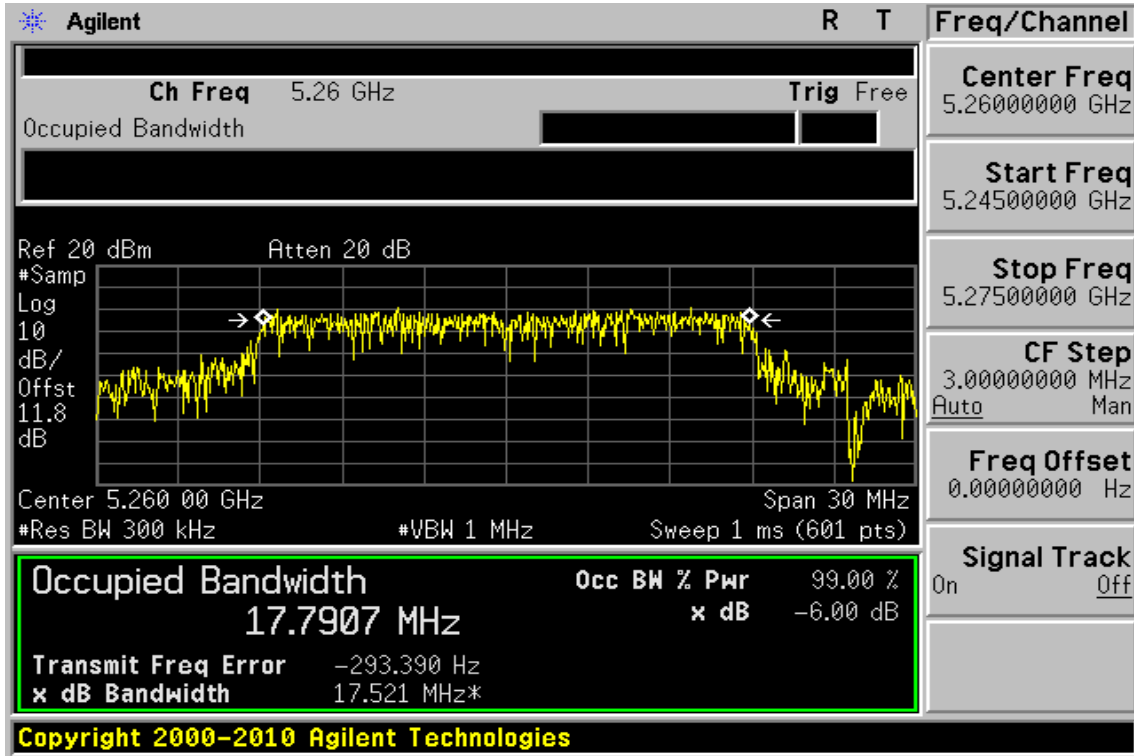 Agilent R T
Ch Freq 5.26 GHz Trig Free
Occupied Bandwidth
Ref 20 dBm Atten 20 dB
#Samp
Log
10
dB/
Offst
11.8
dB
Center 5.260 00 GHz Span 30 MHz
#Res BW 300 kHz #VBW 1 MHz Sweep 1 ms (601 pts)
Occupied Bandwidth
17.7907 MHz
Occ BW % Pwr 99.00 %
x dB -6.00 dB
Transmit Freq Error -293.390 Hz
x dB Bandwidth 17.521 MHz*
Copyright 2000-2010 Agilent Technologies
Freq/Channel
Center Freq
5.26000000 GHz
Start Freq
5.24500000 GHz
Stop Freq
5.27500000 GHz
CF Step
3.00000000 MHz
Auto Man
Freq Offset
0.00000000 Hz
Signal Track
On Off